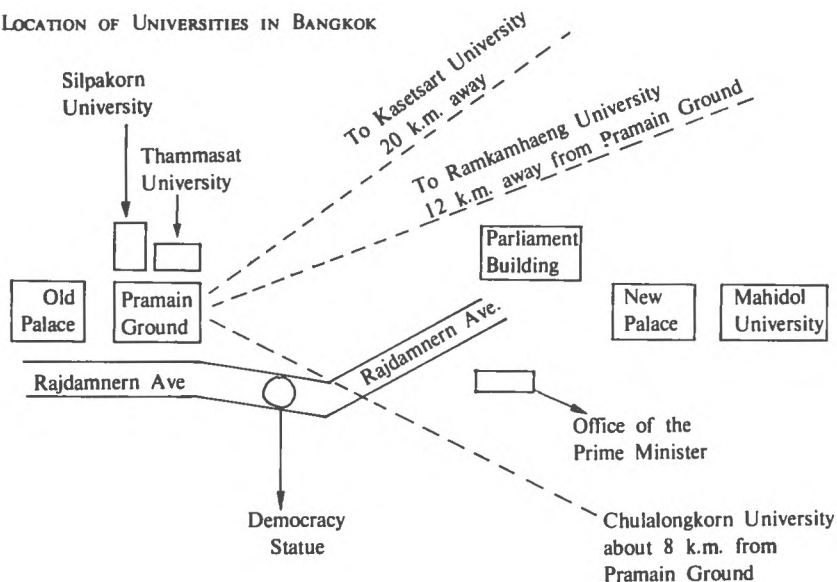 LOCATION OF UNIVERSITIES IN BANGKOK
Silpakorn
University
Thammasat
University
To Kasetsart University
20 k.m. away
To Ramkamhaeng University
12 k.m. away from Pramain Ground
Parliament
Building
Old
Palace
Pramain
Ground
New
Palace
Mahidol
University
Rajdamnern Ave
Rajdamnern Ave.
Office of the
Prime Minister
Democracy
Statue
Chulalongkorn University
about 8 k.m. from
Pramain Ground